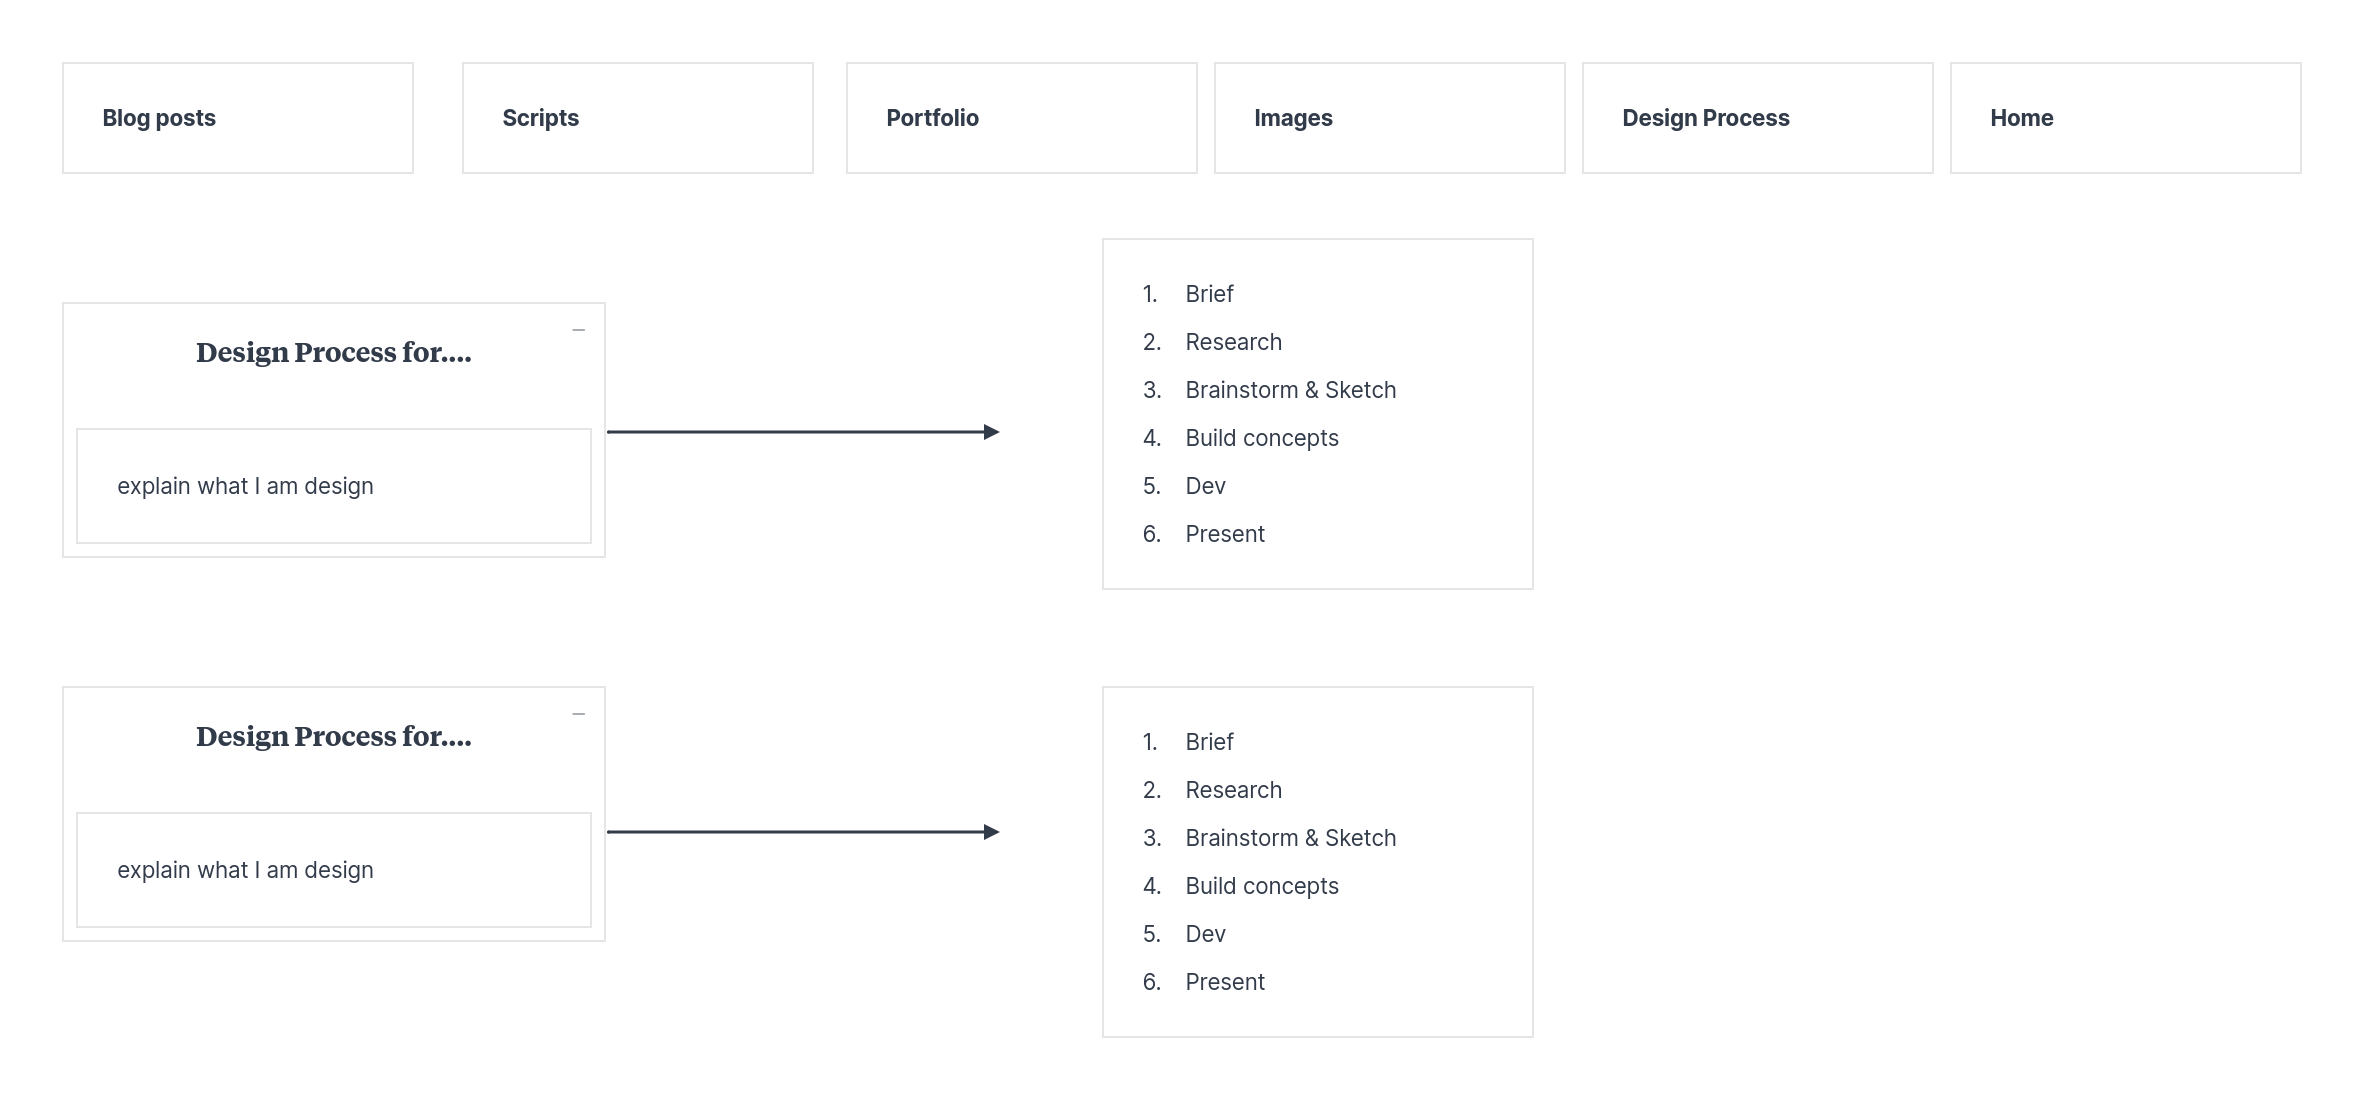 Blog posts
Scripts
Portfolio
Images
Design Process
Home
Design Process for....
explain what I am design
1. Brief
2. Research
3. Brainstorm & Sketch
4. Build concepts
5. Dev
6. Present
Design Process for....
explain what I am design
1. Brief
2. Research
3. Brainstorm & Sketch
4. Build concepts
5. Dev
6. Present